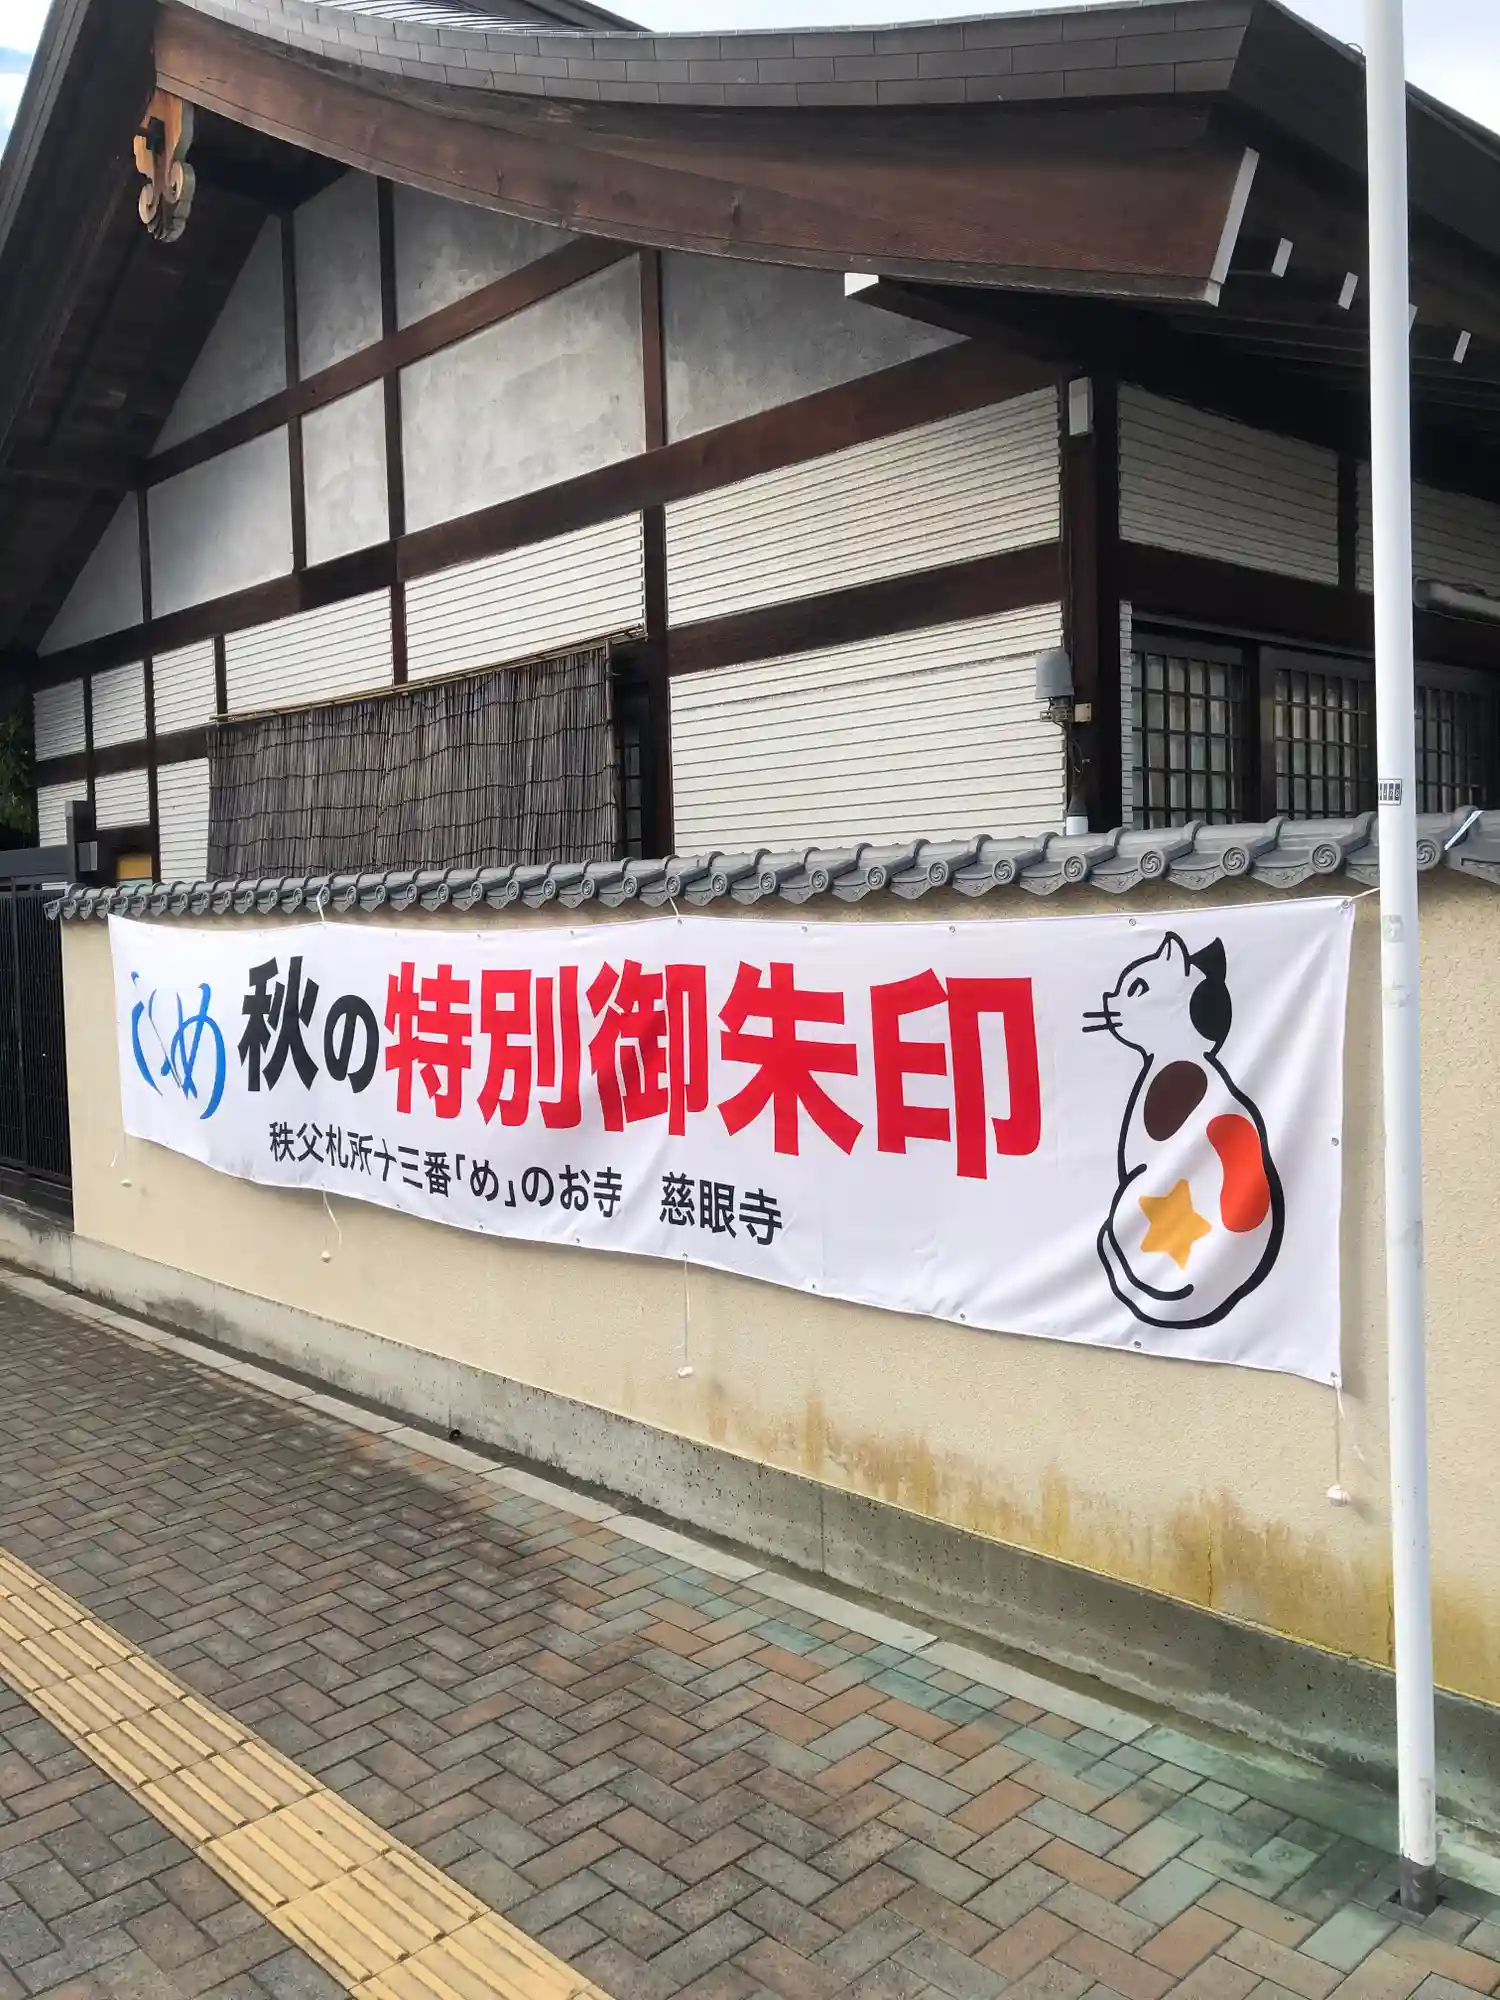 め 秋の特別御朱印
秩父札所十三番「め」のお寺　慈眼寺